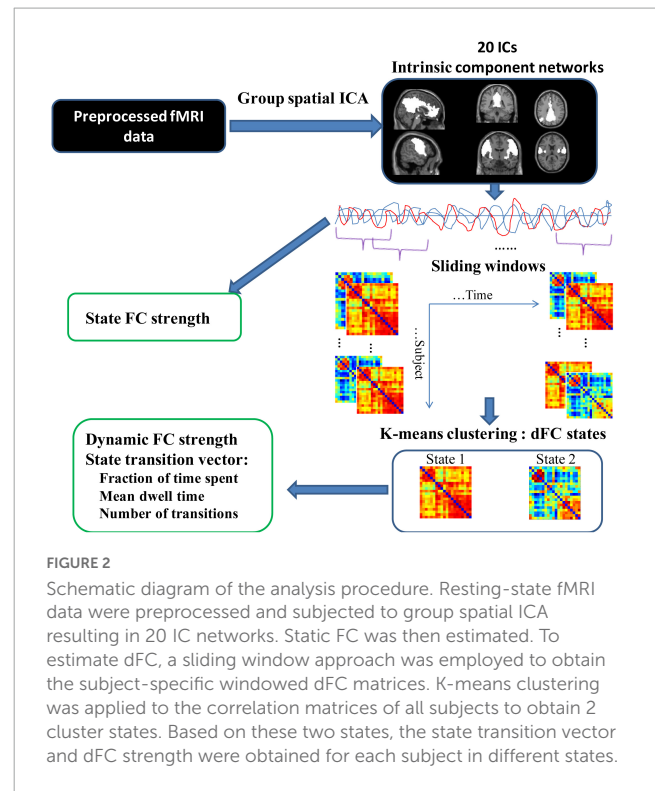 20 ICs
Intrinsic component networks
Group spatial ICA
Preprocessed fMRI
data
......
Sliding windows
State FC strength
...Time
...Subject
...
...
...
...
K-means clustering : dFC states
Dynamic FC strength
State transition vector:
Fraction of time spent
Mean dwell time
Number of transitions
State 1
State 2
FIGURE 2
Schematic diagram of the analysis procedure. Resting-state fMRI
data were preprocessed and subjected to group spatial ICA
resulting in 20 IC networks. Static FC was then estimated. To
estimate dFC, a sliding window approach was employed to obtain
the subject-specific windowed dFC matrices. K-means clustering
was applied to the correlation matrices of all subjects to obtain 2
cluster states. Based on these two states, the state transition vector
and dFC strength were obtained for each subject in different states.